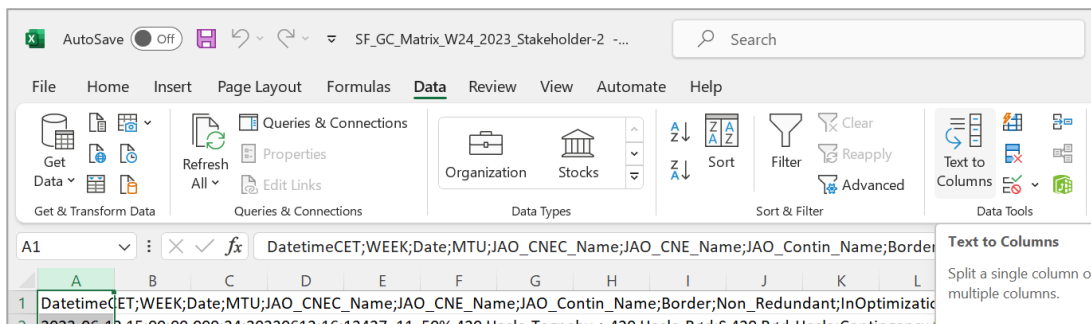 AutoSave Off SF_GC_Matrix_W24_2023_Stakeholder-2 -... Search
File Home Insert Page Layout Formulas Data Review View Automate Help
Get Data
Refresh All
Queries & Connections
Properties
Edit Links
Organization
Stocks
Sort
Filter
Clear
Reapply
Advanced
Text to Columns
Get & Transform Data Queries & Connections Data Types Sort & Filter Data Tools
A1 fx DatetimeCET;WEEK;Date;MTU;JAO_CNEC_Name;JAO_CNE_Name;JAO_Contin_Name;Border
Text to Columns
Split a single column o
multiple columns.
A B C D E F G H I J K L
1 DatetimeCET;WEEK;Date;MTU;JAO_CNEC_Name;JAO_CNE_Name;JAO_Contin_Name;Border;Non_Redundant;InOptimizatio